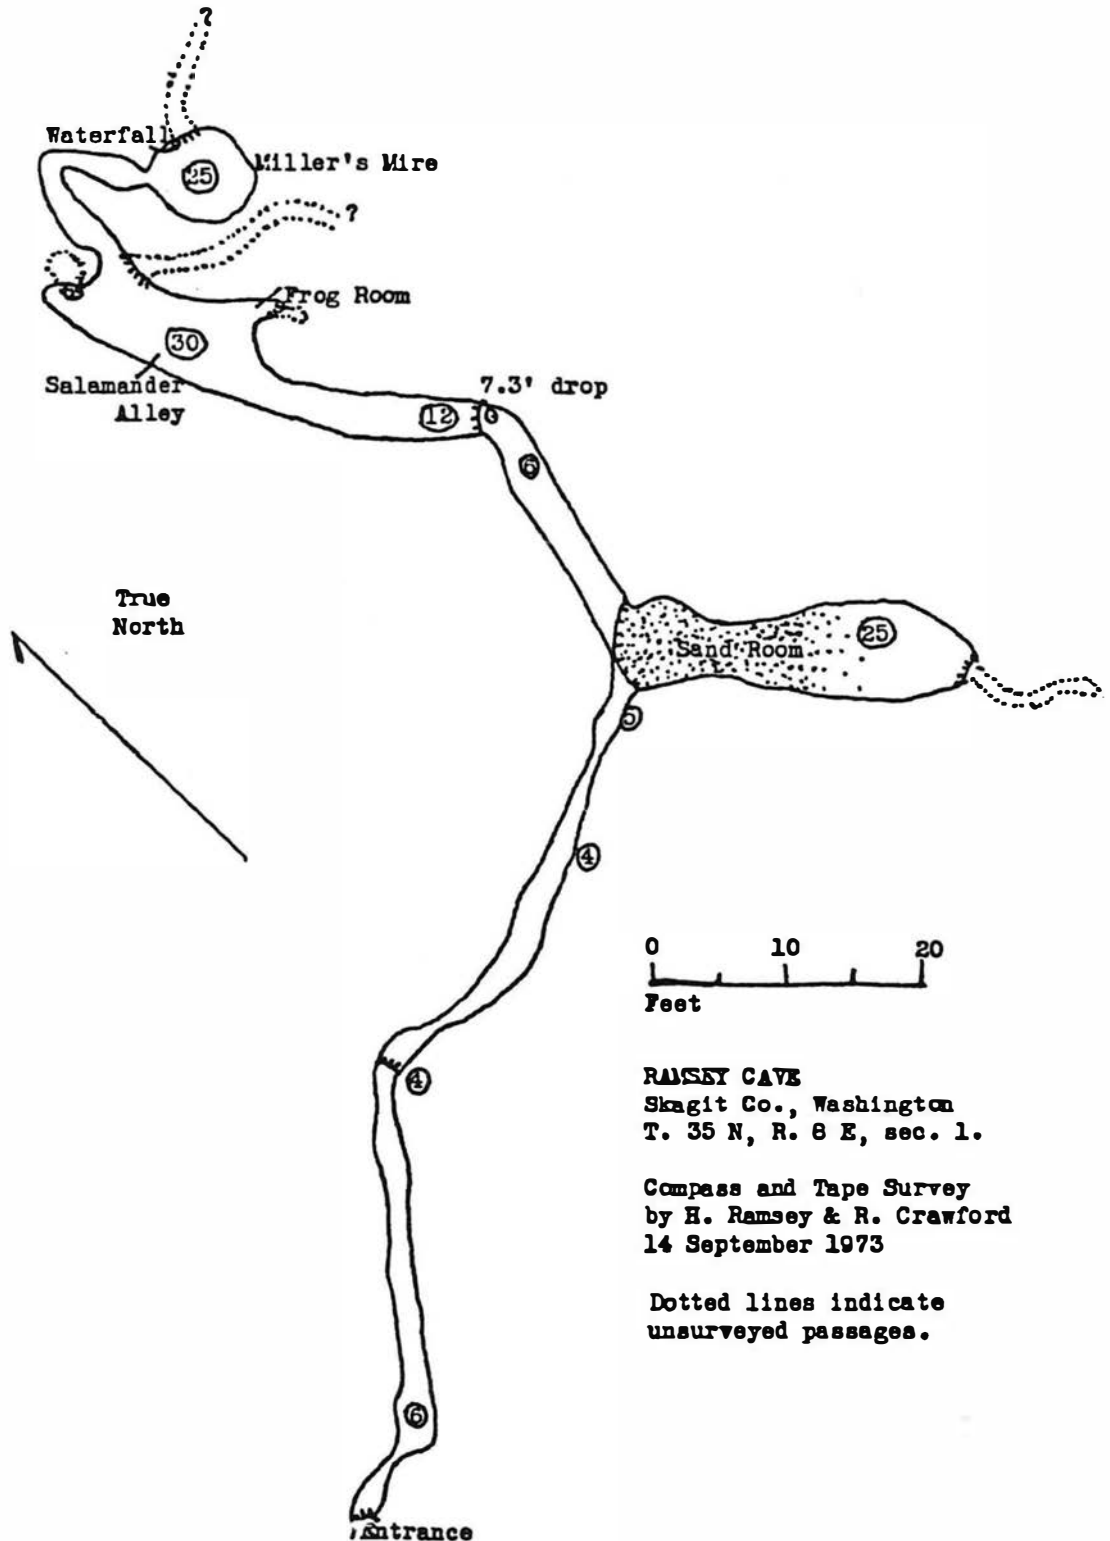 ?
Waterfall
25
Miller's Mire
?
Frog Room
30
Salamander
Alley
7.3' drop
12
6
True
North
25
Sand Room
5
4
0 10 20
Feet
4
RAMSEY CAVE
Skagit Co., Washington
T. 35 N, R. 8 E, sec. 1.
Compass and Tape Survey
by H. Ramsey & R. Crawford
14 September 1973
Dotted lines indicate
unsurveyed passages.
6
Entrance